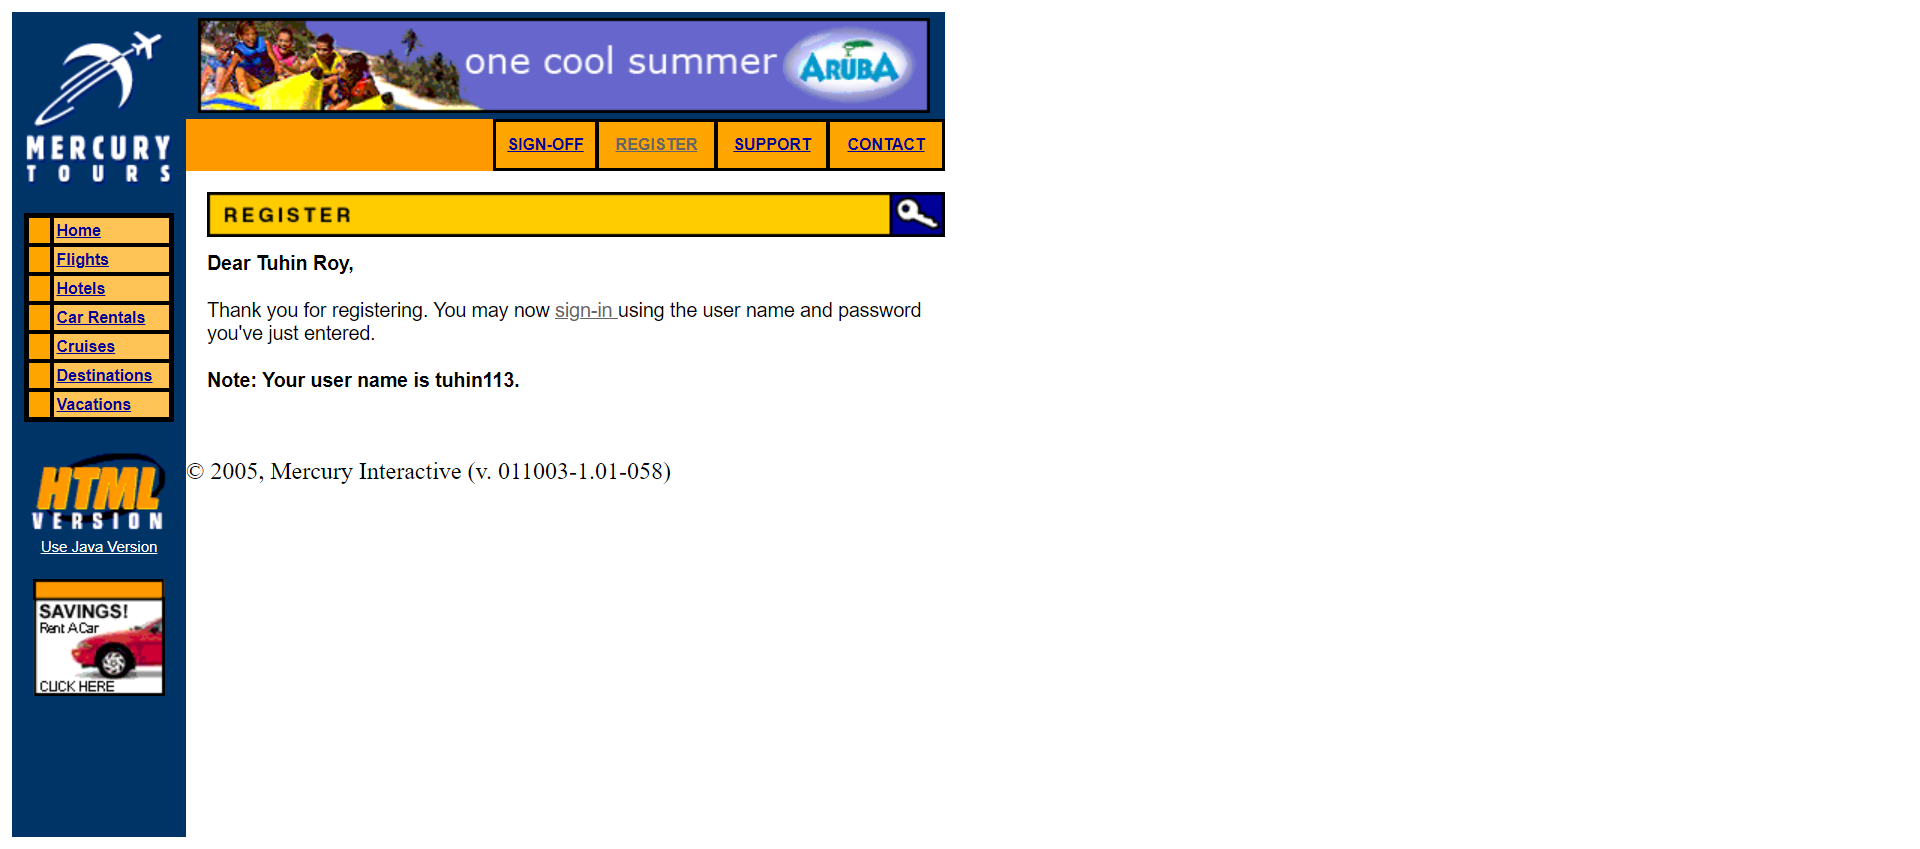 MERCURY
TOURS
one cool summer
ARUBA
SIGN-OFF
REGISTER
SUPPORT
CONTACT
Home
Flights
Hotels
Car Rentals
Cruises
Destinations
Vacations
HTML
VERSION
Use Java Version
SAVINGS!
Rent A Car
CLICK HERE
REGISTER
Dear Tuhin Roy,
Thank you for registering. You may now sign-in using the user name and password
you've just entered.
Note: Your user name is tuhin113.
© 2005, Mercury Interactive (v. 011003-1.01-058)